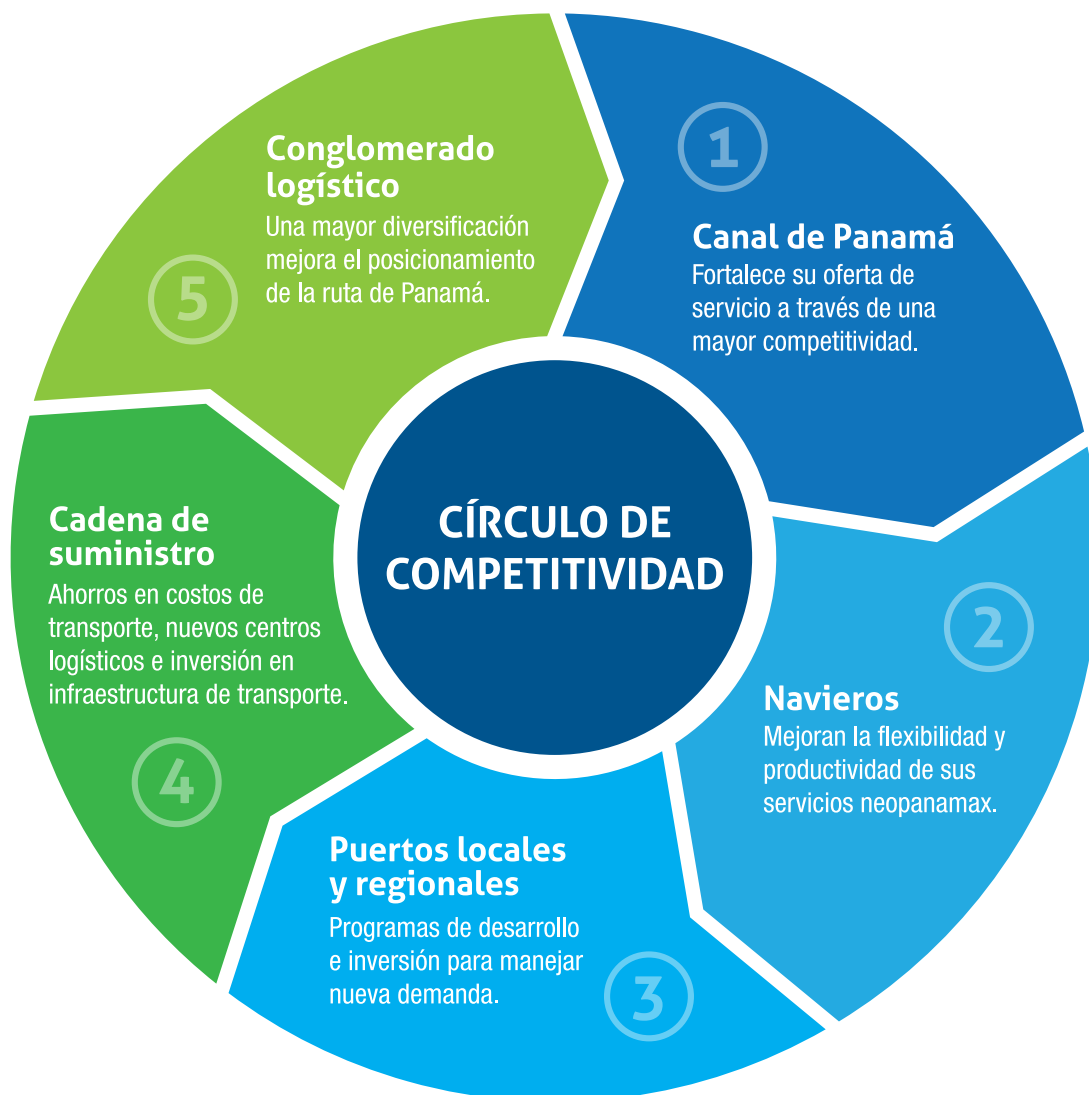 CÍRCULO DE
COMPETITIVIDAD
1
Canal de Panamá
Fortalece su oferta de
servicio a través de una
mayor competitividad.
2
Navieros
Mejoran la flexibilidad y
productividad de sus
servicios neopanamax.
Puertos locales
y regionales
Programas de desarrollo
e inversión para manejar
nueva demanda.
3
Cadena de
suministro
Ahorros en costos de
transporte, nuevos centros
logísticos e inversión en
infraestructura de transporte.
4
Conglomerado
logístico
Una mayor diversificación
mejora el posicionamiento
de la ruta de Panamá.
5